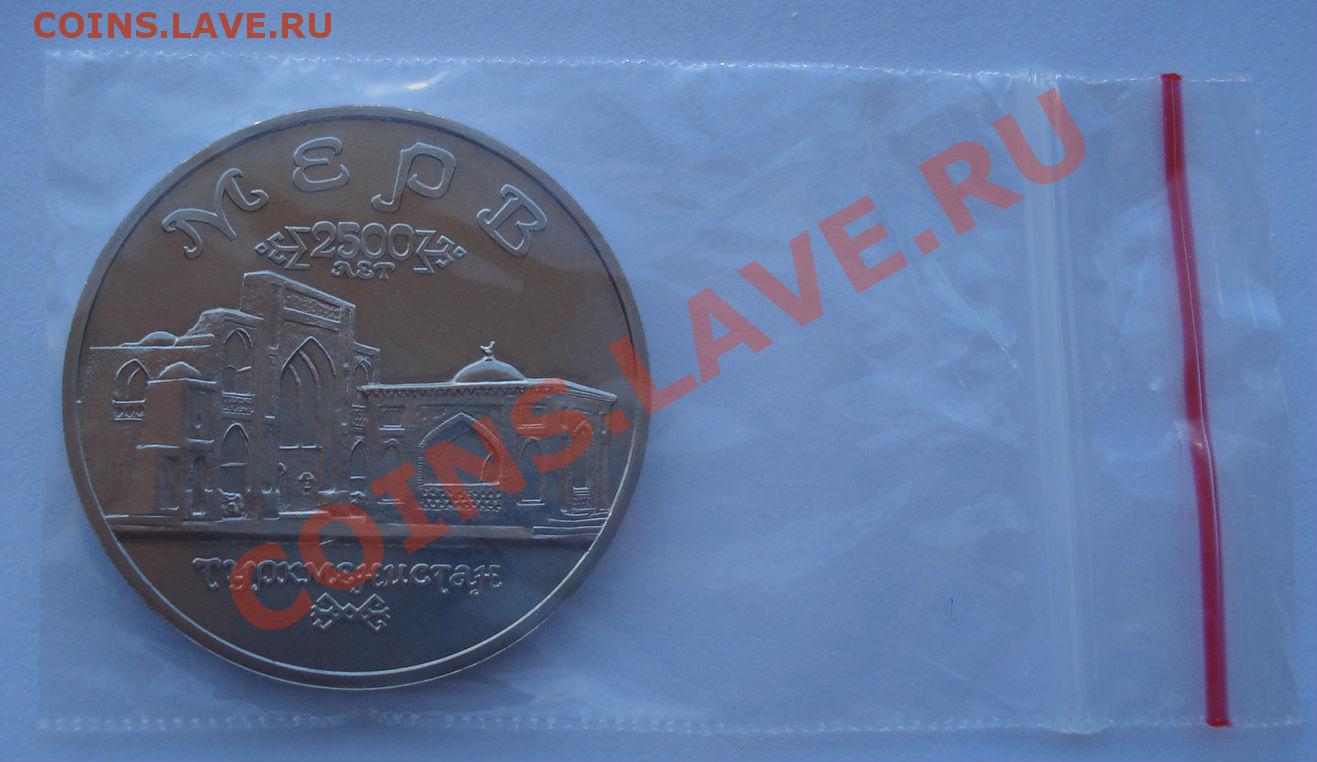 COINS.LAVE.RU
МЕРВ
2500
ЛЕТ
COINS.LAVE.RU
Туркменистан